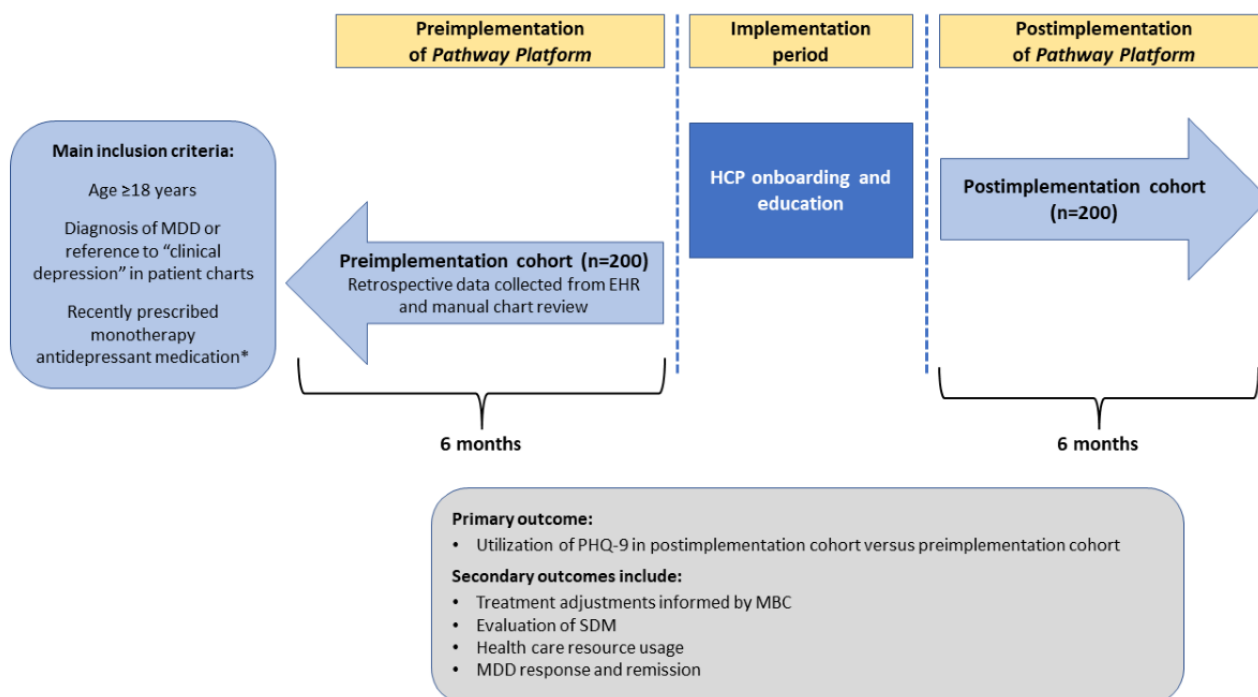 Preimplementation
of Pathway Platform
Implementation
period
Postimplementation
of Pathway Platform
Main inclusion criteria:
Age ≥18 years
Diagnosis of MDD or
reference to “clinical
depression” in patient charts
Recently prescribed
monotherapy
antidepressant medication*
Preimplementation cohort (n=200)
Retrospective data collected from EHR
and manual chart review
HCP onboarding and
education
Postimplementation cohort
(n=200)
6 months
6 months
Primary outcome:
• Utilization of PHQ-9 in postimplementation cohort versus preimplementation cohort
Secondary outcomes include:
• Treatment adjustments informed by MBC
• Evaluation of SDM
• Health care resource usage
• MDD response and remission